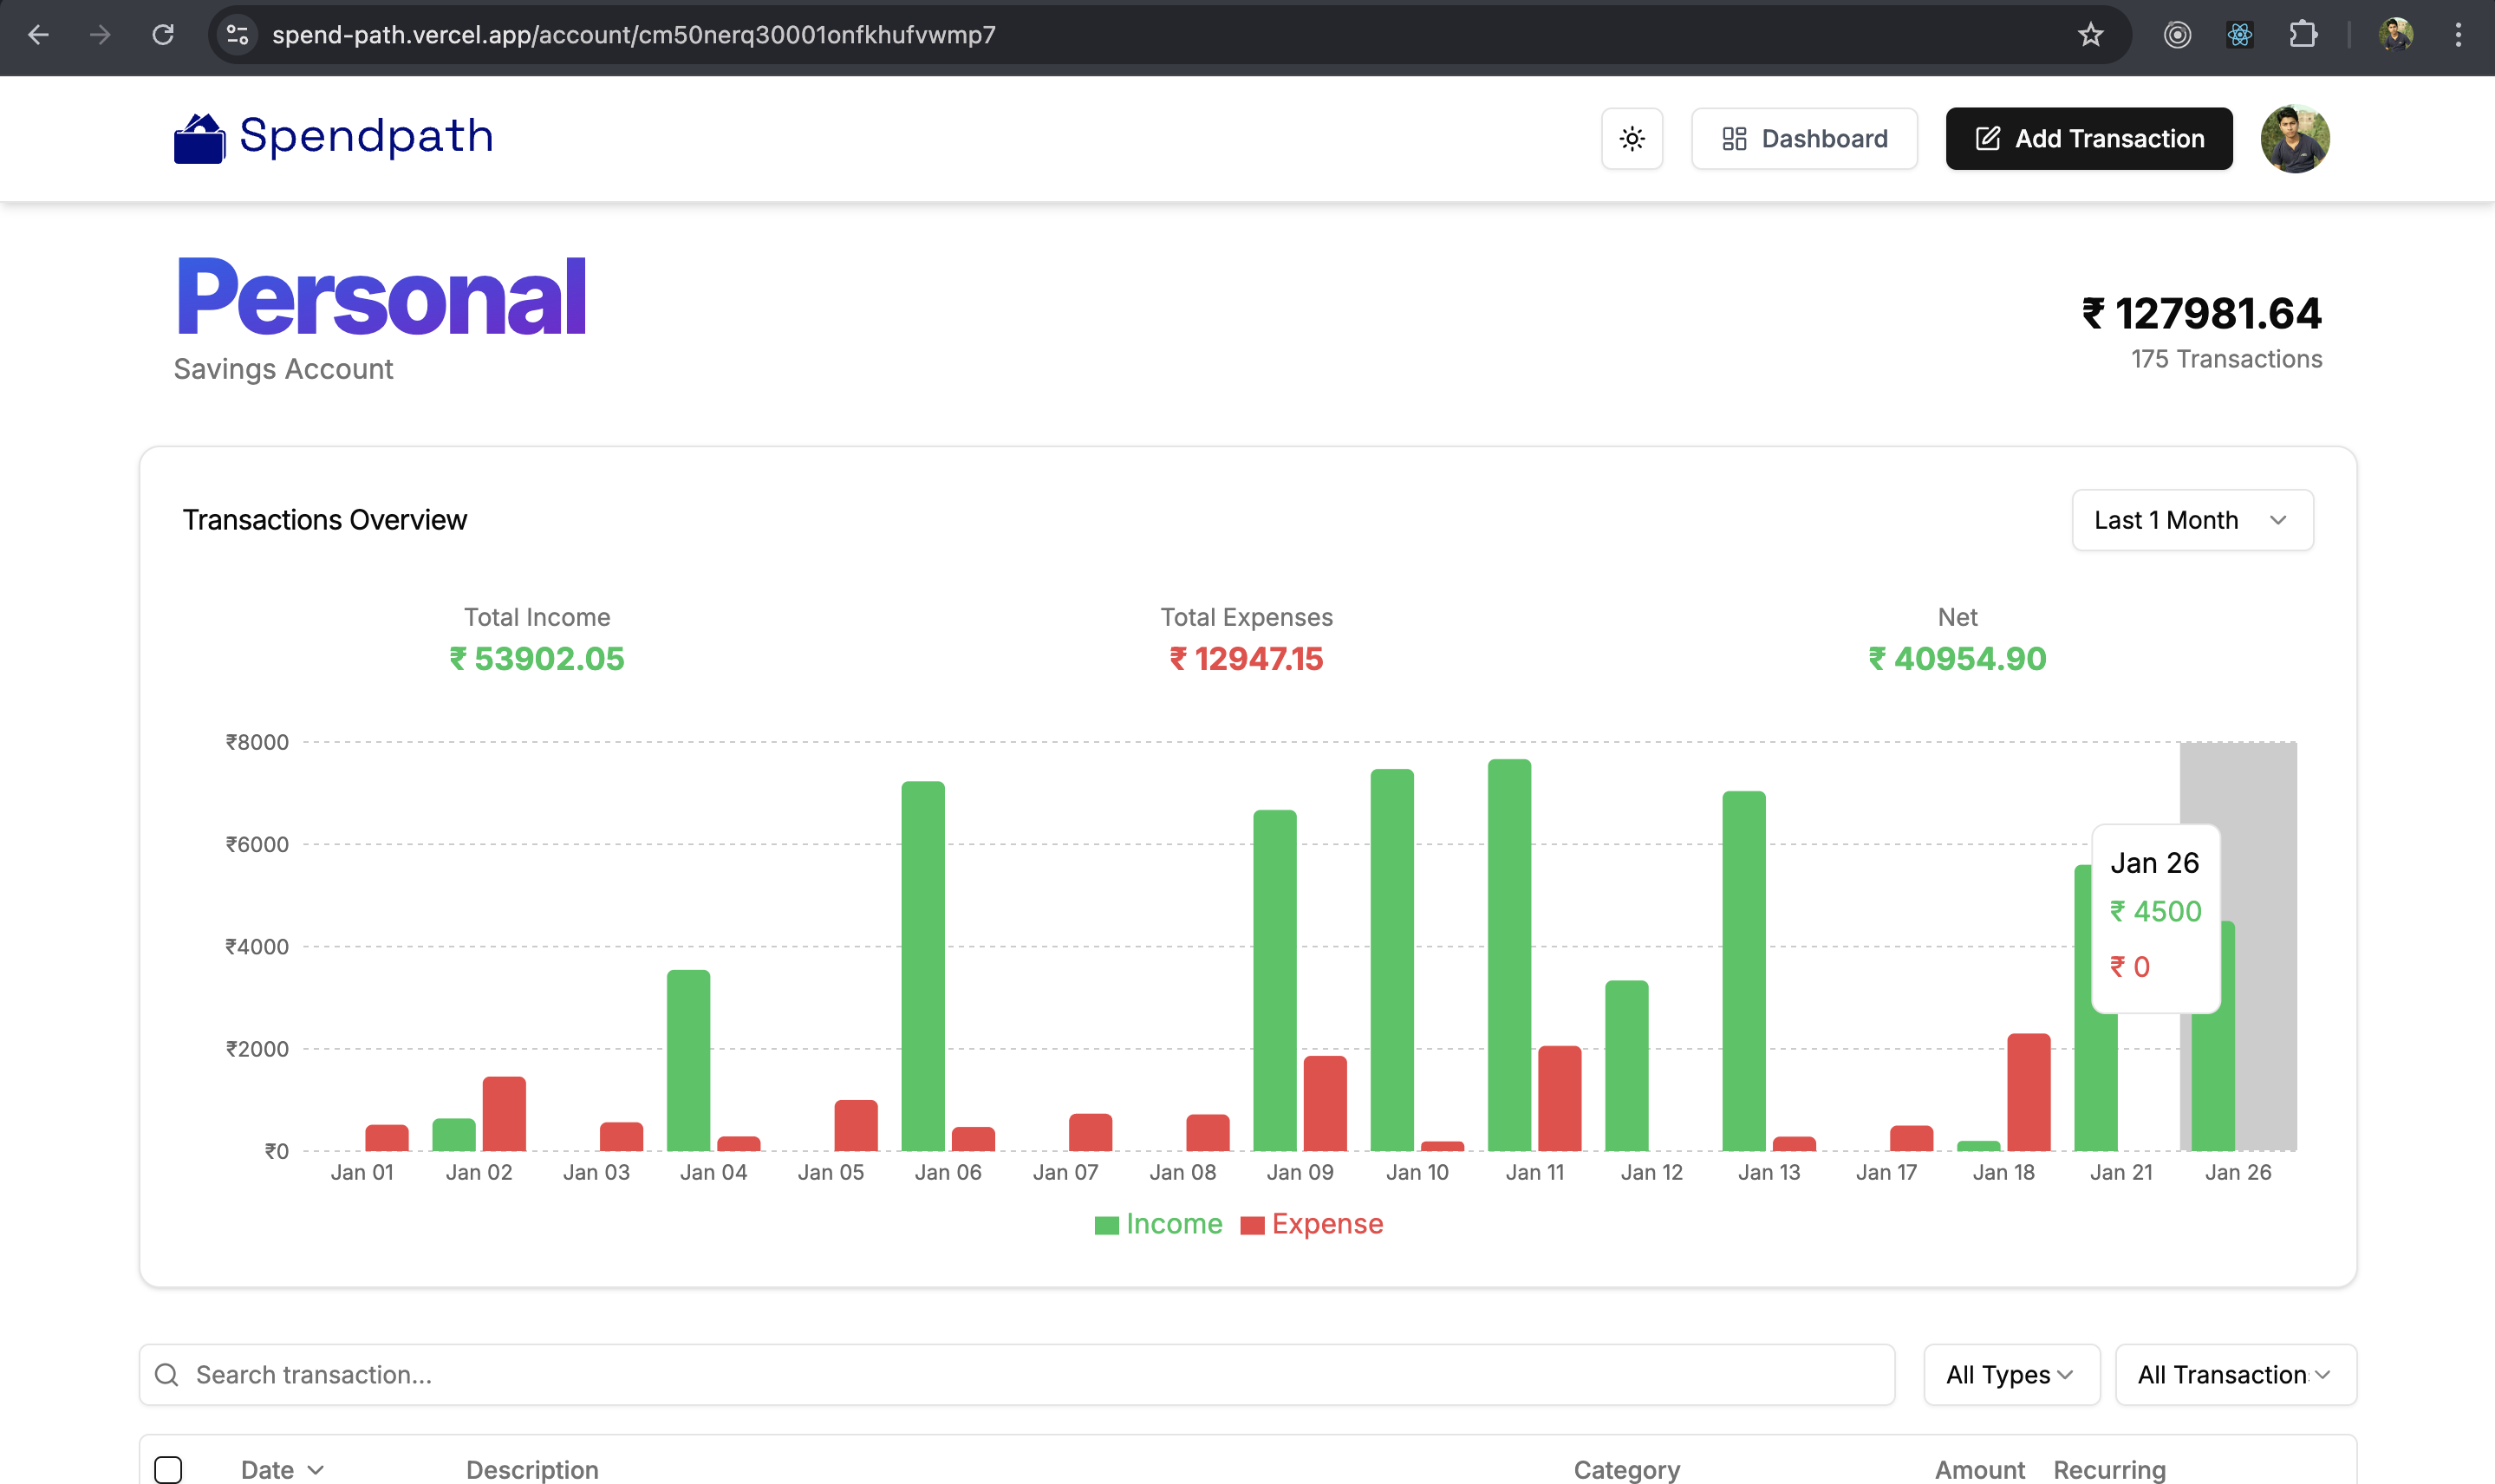 spend-path.vercel.app/account/cm50nerq30001onfkhufvwmp7
Spendpath
Dashboard
Add Transaction
Personal
Savings Account
₹ 127981.64
175 Transactions
Transactions Overview
Last 1 Month
Total Income
₹ 53902.05
Total Expenses
₹ 12947.15
Net
₹ 40954.90
₹8000
₹6000
₹4000
₹2000
₹0
Jan 26
₹ 4500
₹ 0
Jan 01 Jan 02 Jan 03 Jan 04 Jan 05 Jan 06 Jan 07 Jan 08 Jan 09 Jan 10 Jan 11 Jan 12 Jan 13 Jan 17 Jan 18 Jan 21 Jan 26
Income Expense
Search transaction...
All Types
All Transaction
Date Description Category Amount Recurring